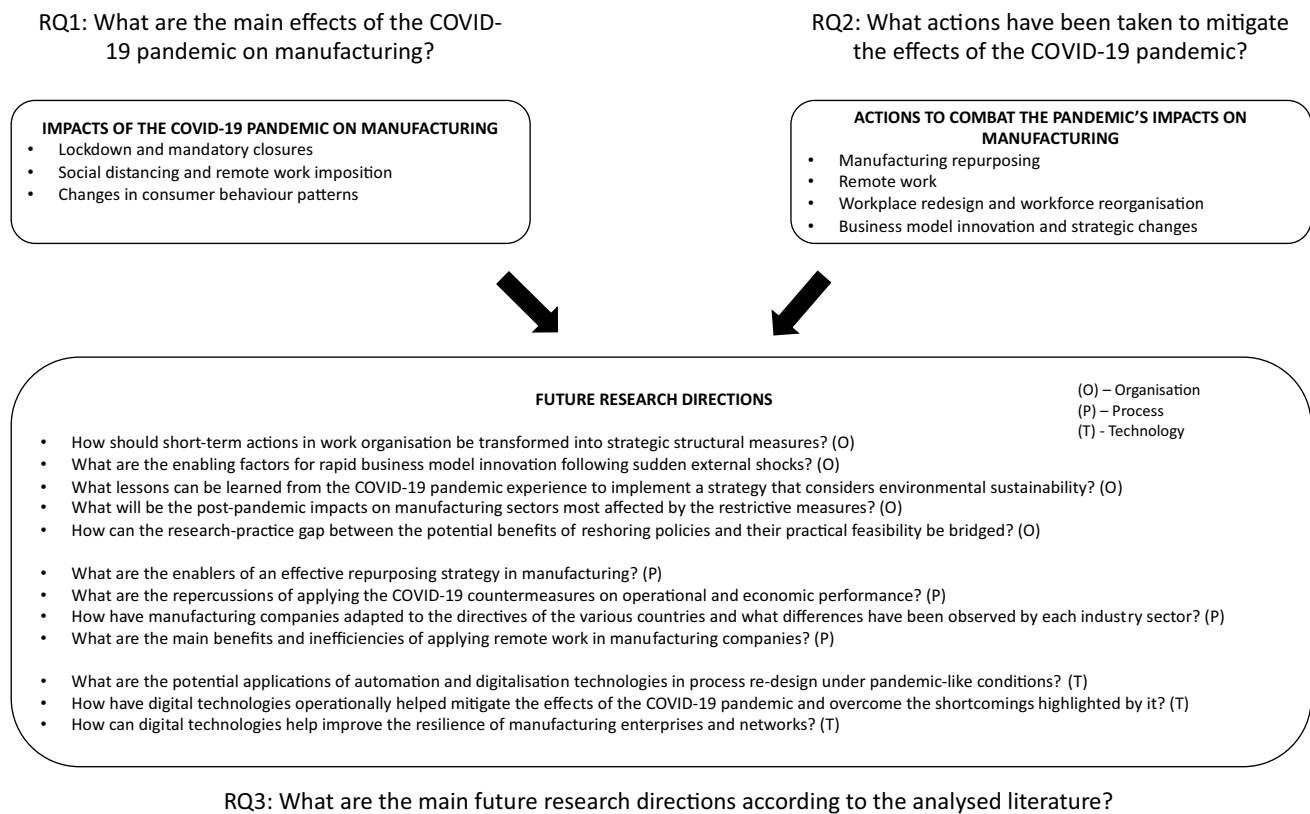 RQ1: What are the main effects of the COVID-
19 pandemic on manufacturing?
RQ2: What actions have been taken to mitigate
the effects of the COVID-19 pandemic?
IMPACTS OF THE COVID-19 PANDEMIC ON MANUFACTURING
• Lockdown and mandatory closures
• Social distancing and remote work imposition
• Changes in consumer behaviour patterns
ACTIONS TO COMBAT THE PANDEMIC’S IMPACTS ON
MANUFACTURING
• Manufacturing repurposing
• Remote work
• Workplace redesign and workforce reorganisation
• Business model innovation and strategic changes
FUTURE RESEARCH DIRECTIONS
(O) – Organisation
(P) – Process
(T) - Technology
• How should short-term actions in work organisation be transformed into strategic structural measures? (O)
• What are the enabling factors for rapid business model innovation following sudden external shocks? (O)
• What lessons can be learned from the COVID-19 pandemic experience to implement a strategy that considers environmental sustainability? (O)
• What will be the post-pandemic impacts on manufacturing sectors most affected by the restrictive measures? (O)
• How can the research-practice gap between the potential benefits of reshoring policies and their practical feasibility be bridged? (O)
• What are the enablers of an effective repurposing strategy in manufacturing? (P)
• What are the repercussions of applying the COVID-19 countermeasures on operational and economic performance? (P)
• How have manufacturing companies adapted to the directives of the various countries and what differences have been observed by each industry sector? (P)
• What are the main benefits and inefficiencies of applying remote work in manufacturing companies? (P)
• What are the potential applications of automation and digitalisation technologies in process re-design under pandemic-like conditions? (T)
• How have digital technologies operationally helped mitigate the effects of the COVID-19 pandemic and overcome the shortcomings highlighted by it? (T)
• How can digital technologies help improve the resilience of manufacturing enterprises and networks? (T)
RQ3: What are the main future research directions according to the analysed literature?